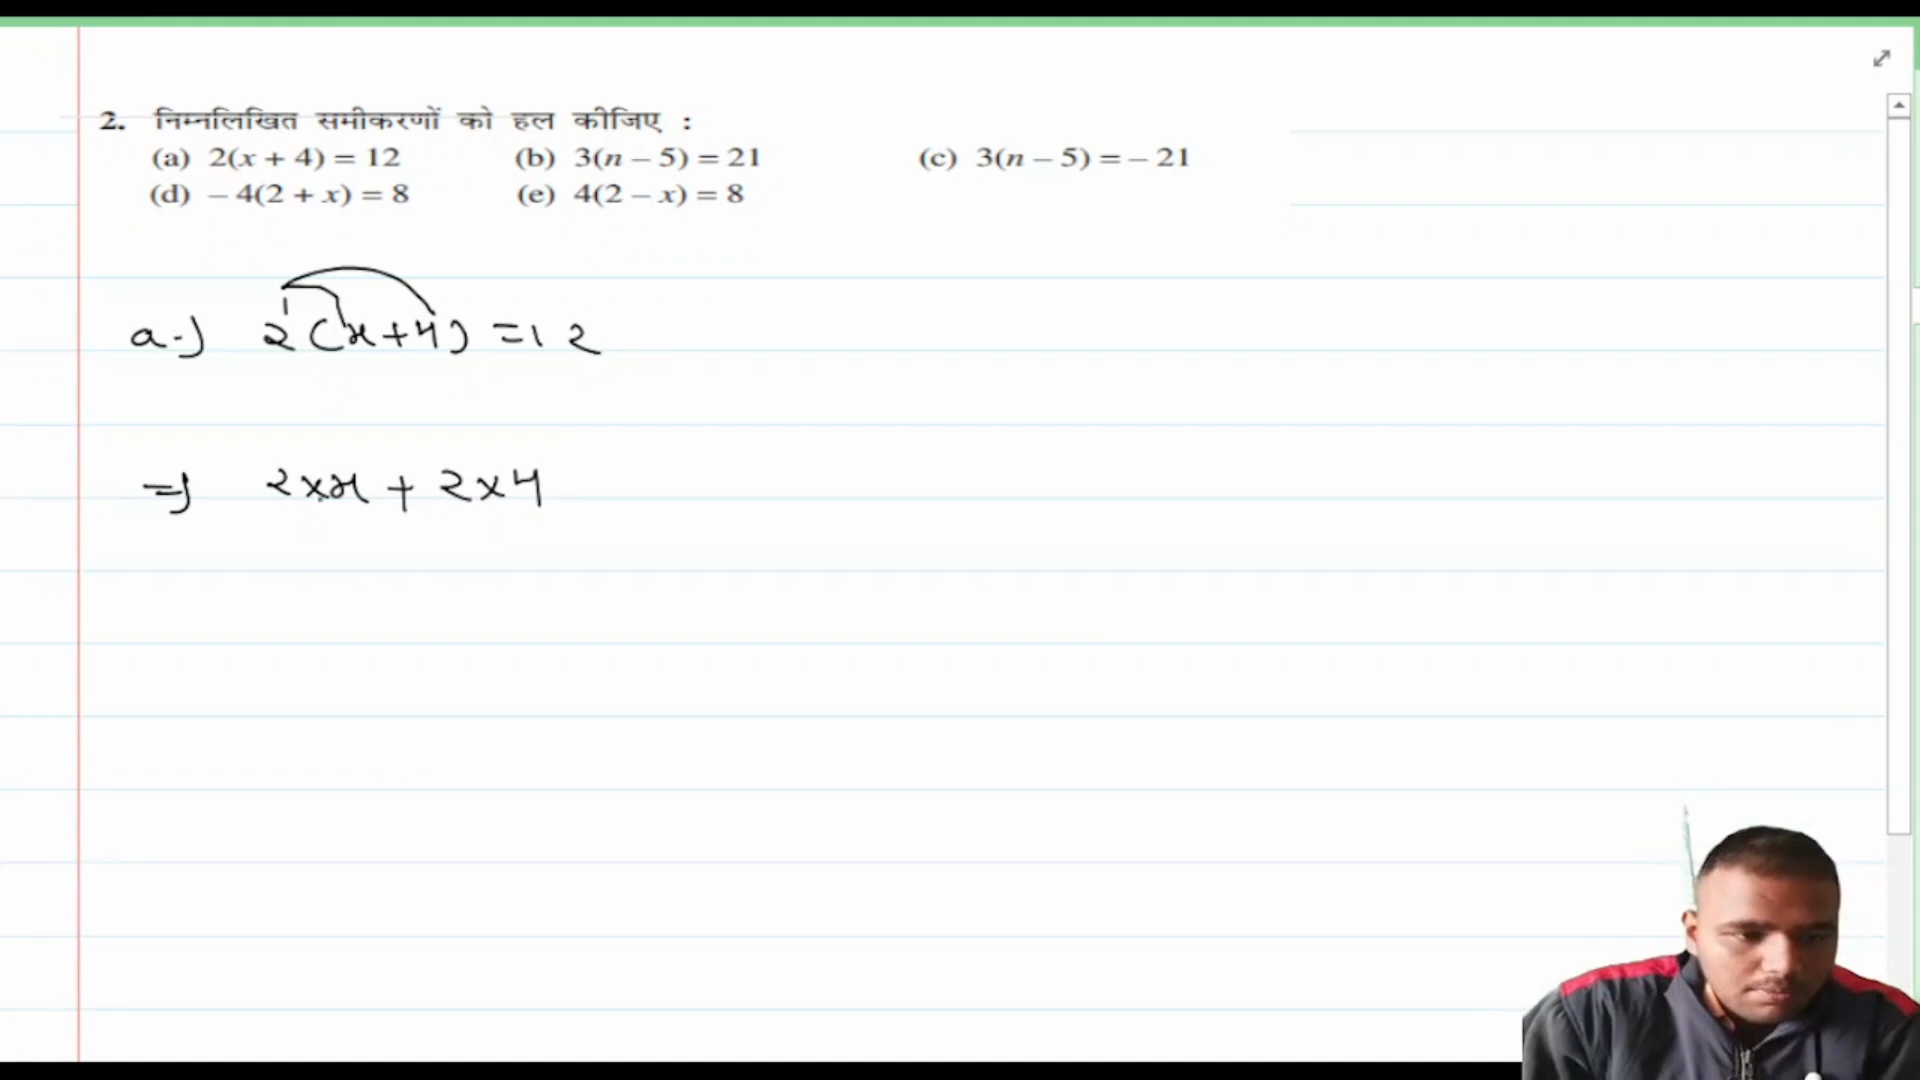 2. निम्नलिखित समीकरणों को हल कीजिए :
(a) 2(x + 4) = 12 (b) 3(n – 5) = 21 (c) 3(n – 5) = – 21
(d) – 4(2 + x) = 8 (e) 4(2 – x) = 8
a-) 2(x+4) =12
=) 2×x + 2×4